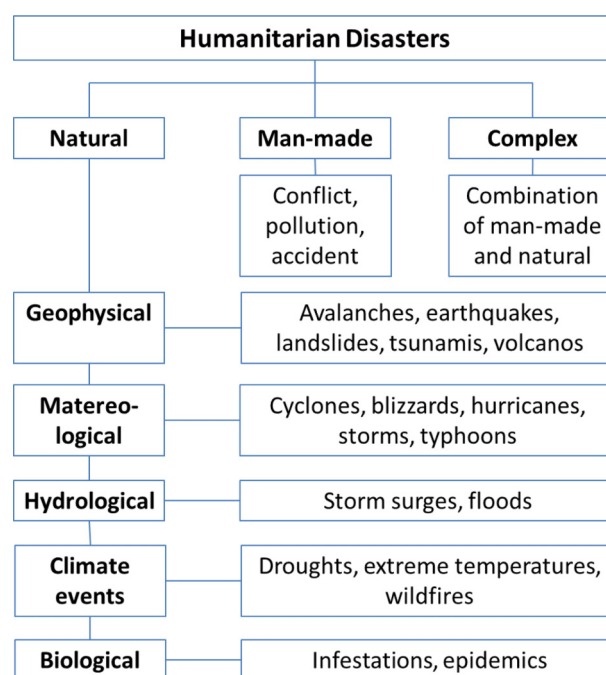 Humanitarian Disasters
Natural
Man-made
Complex
Conflict,
pollution,
accident
Combination
of man-made
and natural
Geophysical
Avalanches, earthquakes,
landslides, tsunamis, volcanos
Matereo-
logical
Cyclones, blizzards, hurricanes,
storms, typhoons
Hydrological
Storm surges, floods
Climate
events
Droughts, extreme temperatures,
wildfires
Biological
Infestations, epidemics